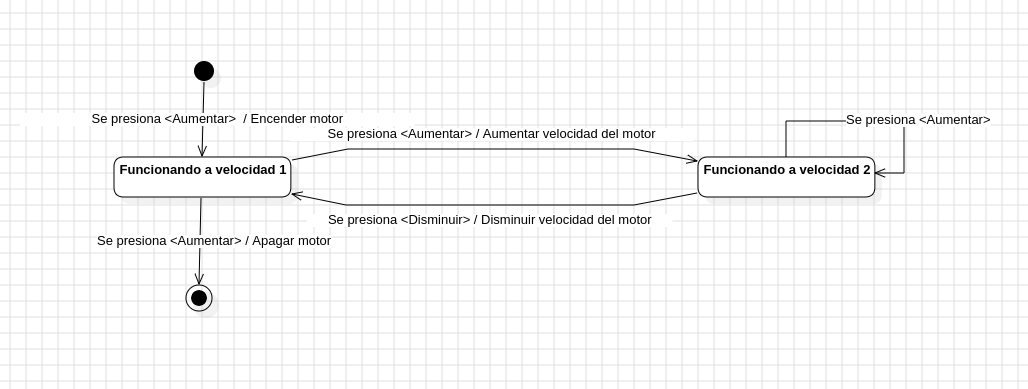 Se presiona <Aumentar>  / Encender motor
Se presiona <Aumentar> / Aumentar velocidad del motor
Se presiona <Aumentar>
Funcionando a velocidad 1
Funcionando a velocidad 2
Se presiona <Disminuir> / Disminuir velocidad del motor
Se presiona <Aumentar> / Apagar motor